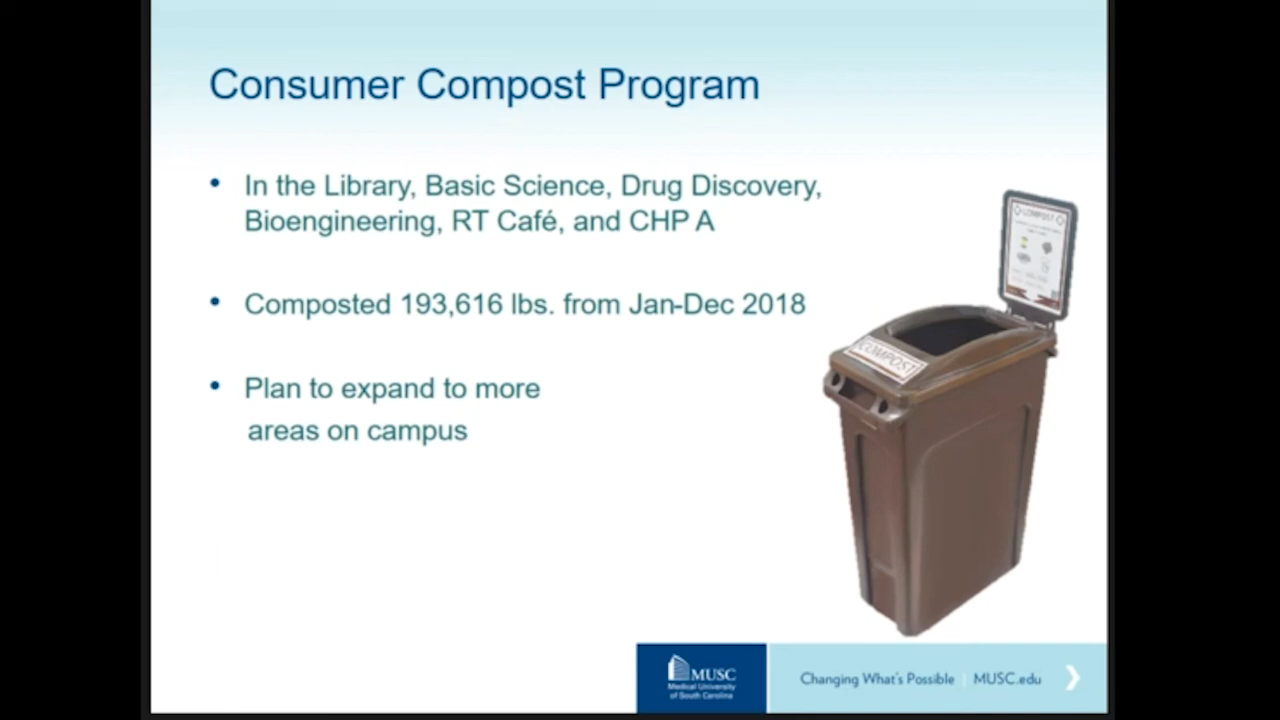 Consumer Compost Program
• In the Library, Basic Science, Drug Discovery,
Bioengineering, RT Café, and CHP A
• Composted 193,616 lbs. from Jan-Dec 2018
• Plan to expand to more
areas on campus
COMPOST
COMPOST
MUSC
Medical University
of South Carolina
Changing What's Possible | MUSC.edu